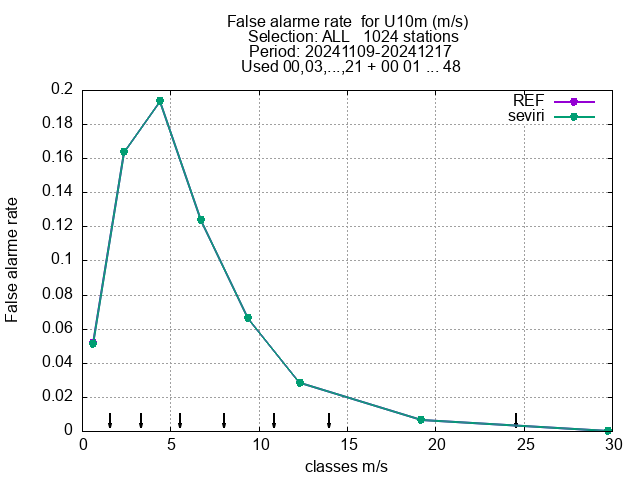 False alarme rate  for U10m (m/s)
Selection: ALL   1024 stations
Period: 20241109-20241217
Used 00,03,...,21 + 00 01 ... 48
REF
seviri
0.2
0.18
0.16
0.14
0.12
0.1
0.08
0.06
0.04
0.02
0
False alarme rate
0 5 10 15 20 25 30
classes m/s